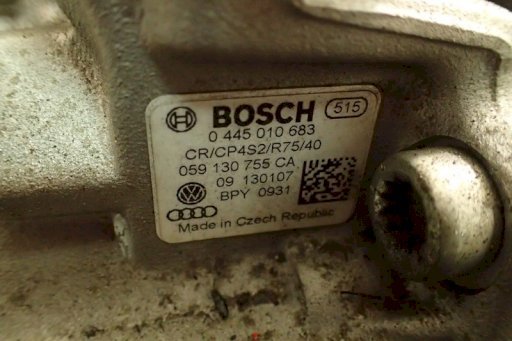 BOSCH 515
0 445 010 683
CR/CP4S2/R75/40
059 130 755 CA
09 130107
BPY 0931
Made in Czech Republic